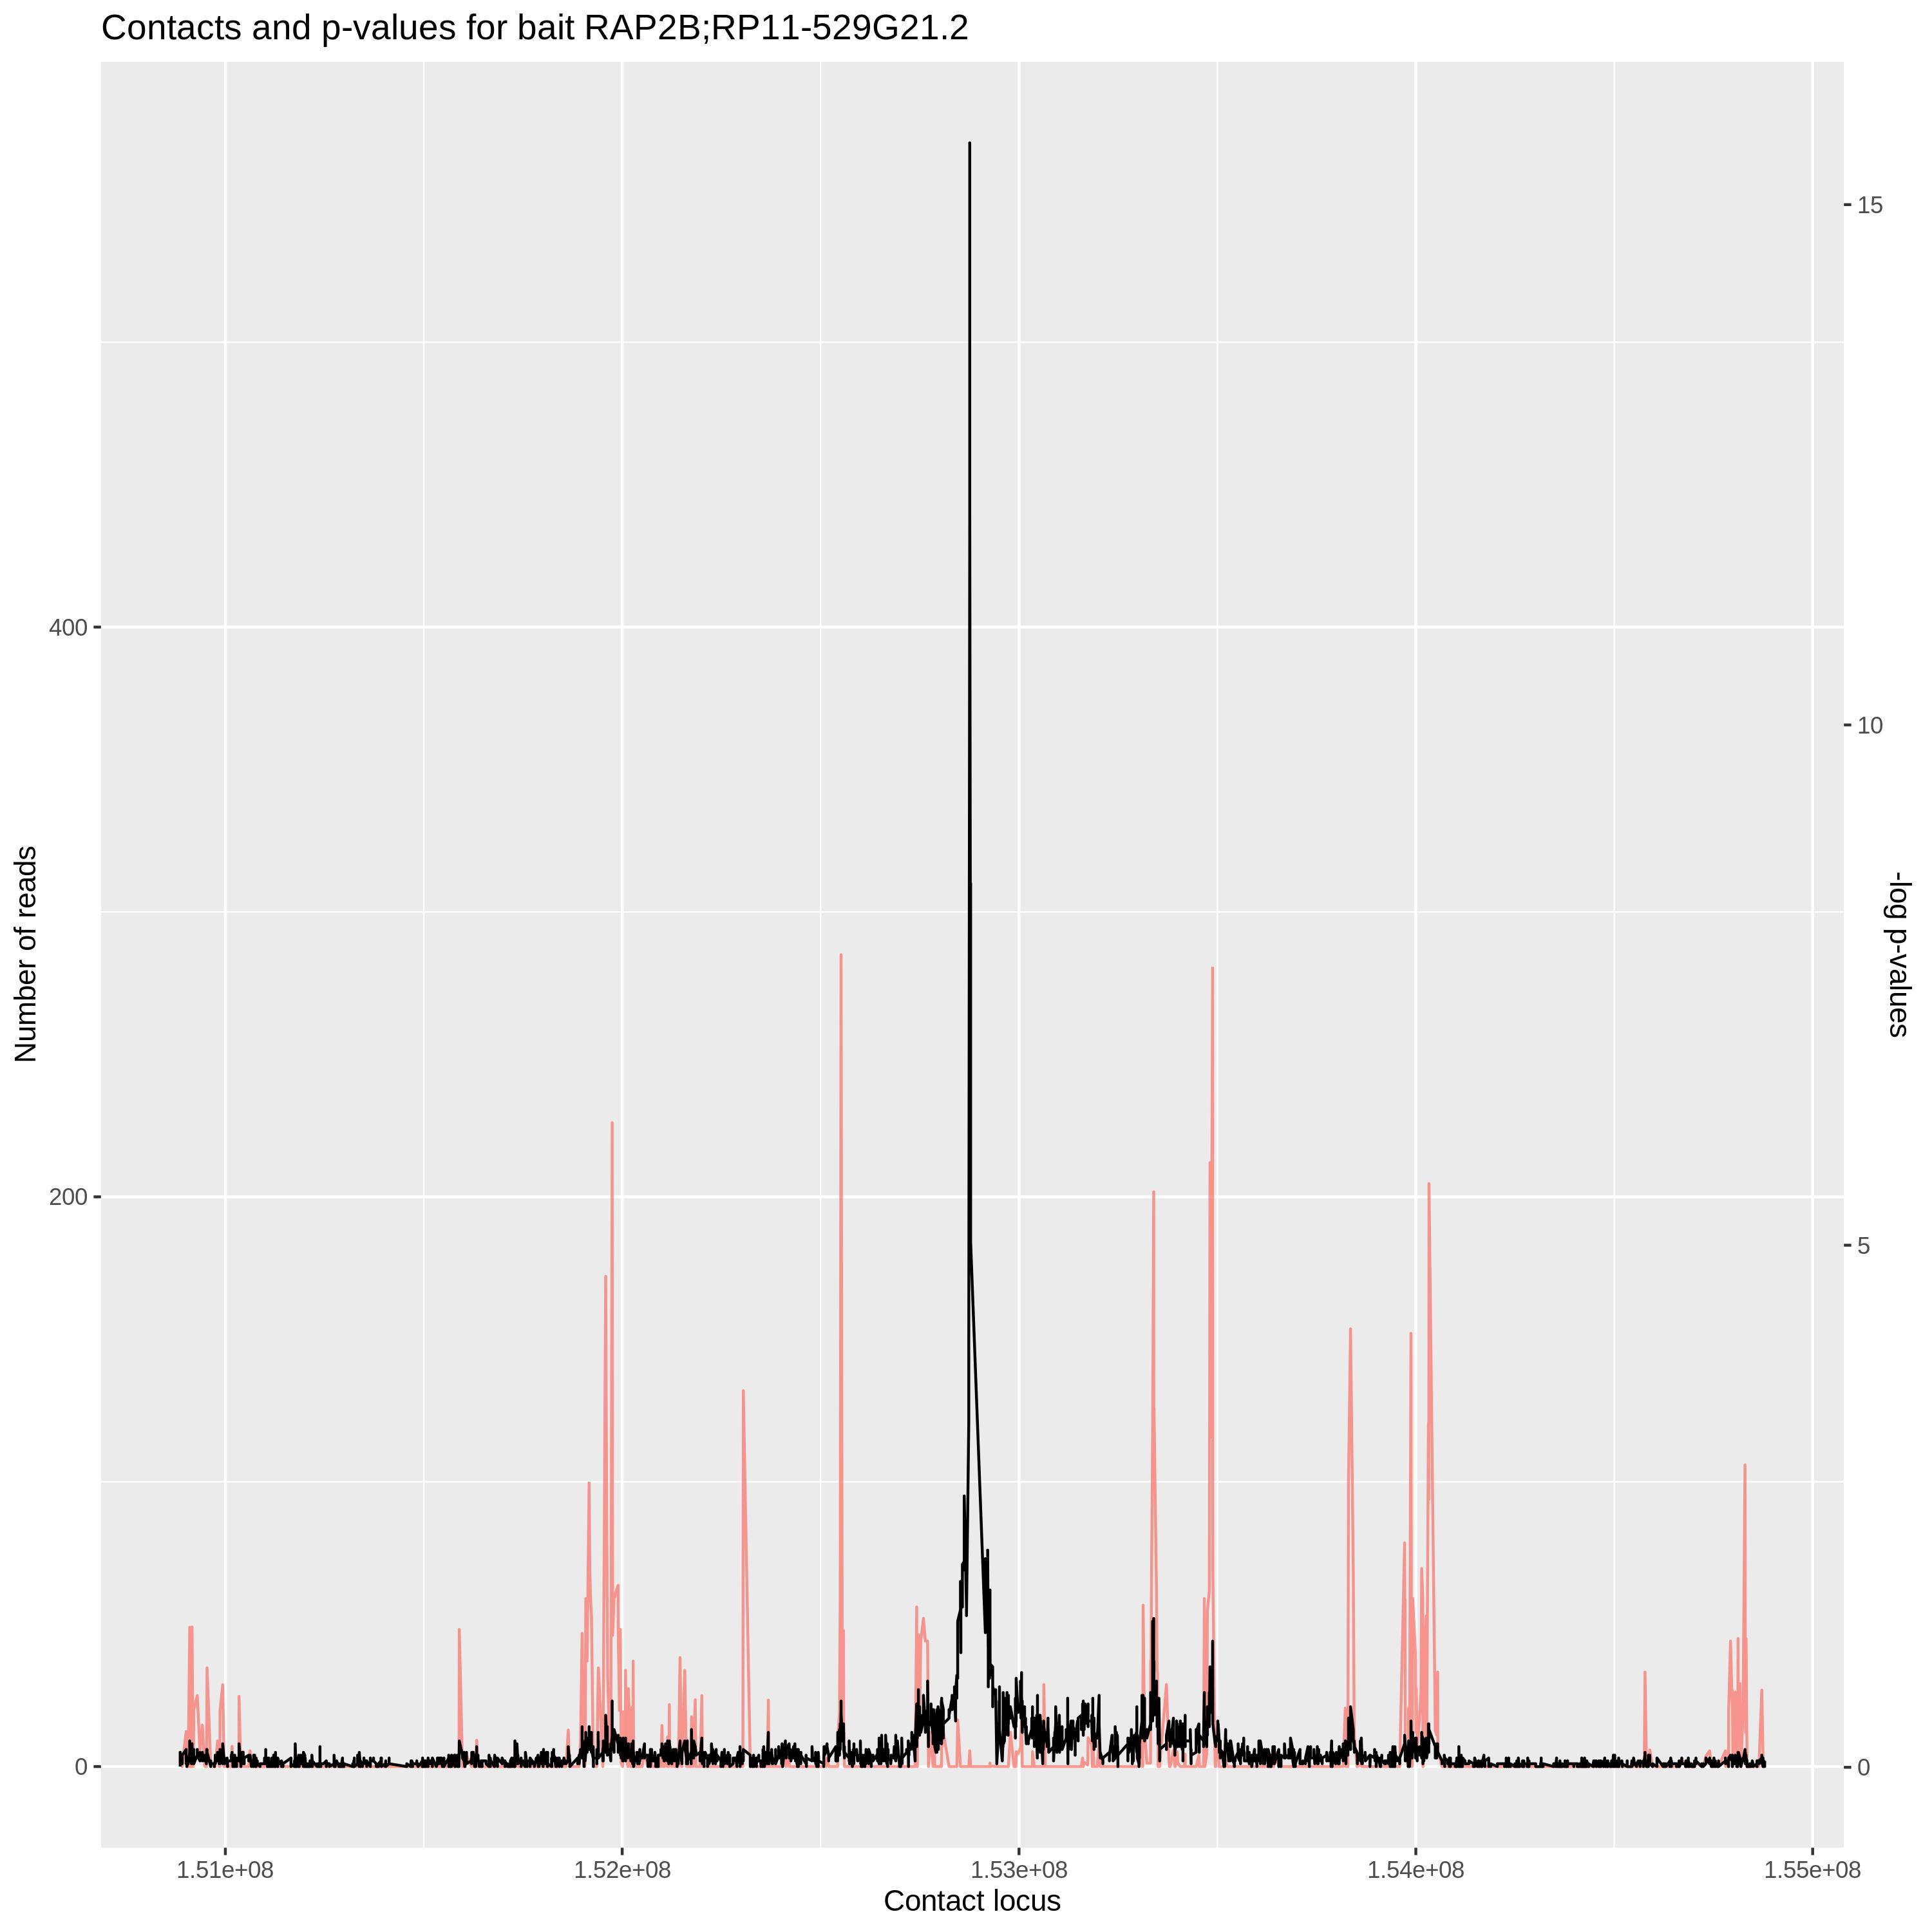 Contacts and p-values for bait RAP2B;RP11-529G21.2
15
400
10
Number of reads
-log p-values
200
5
0
0
1.51e+08
1.52e+08
1.53e+08
1.54e+08
1.55e+08
Contact locus